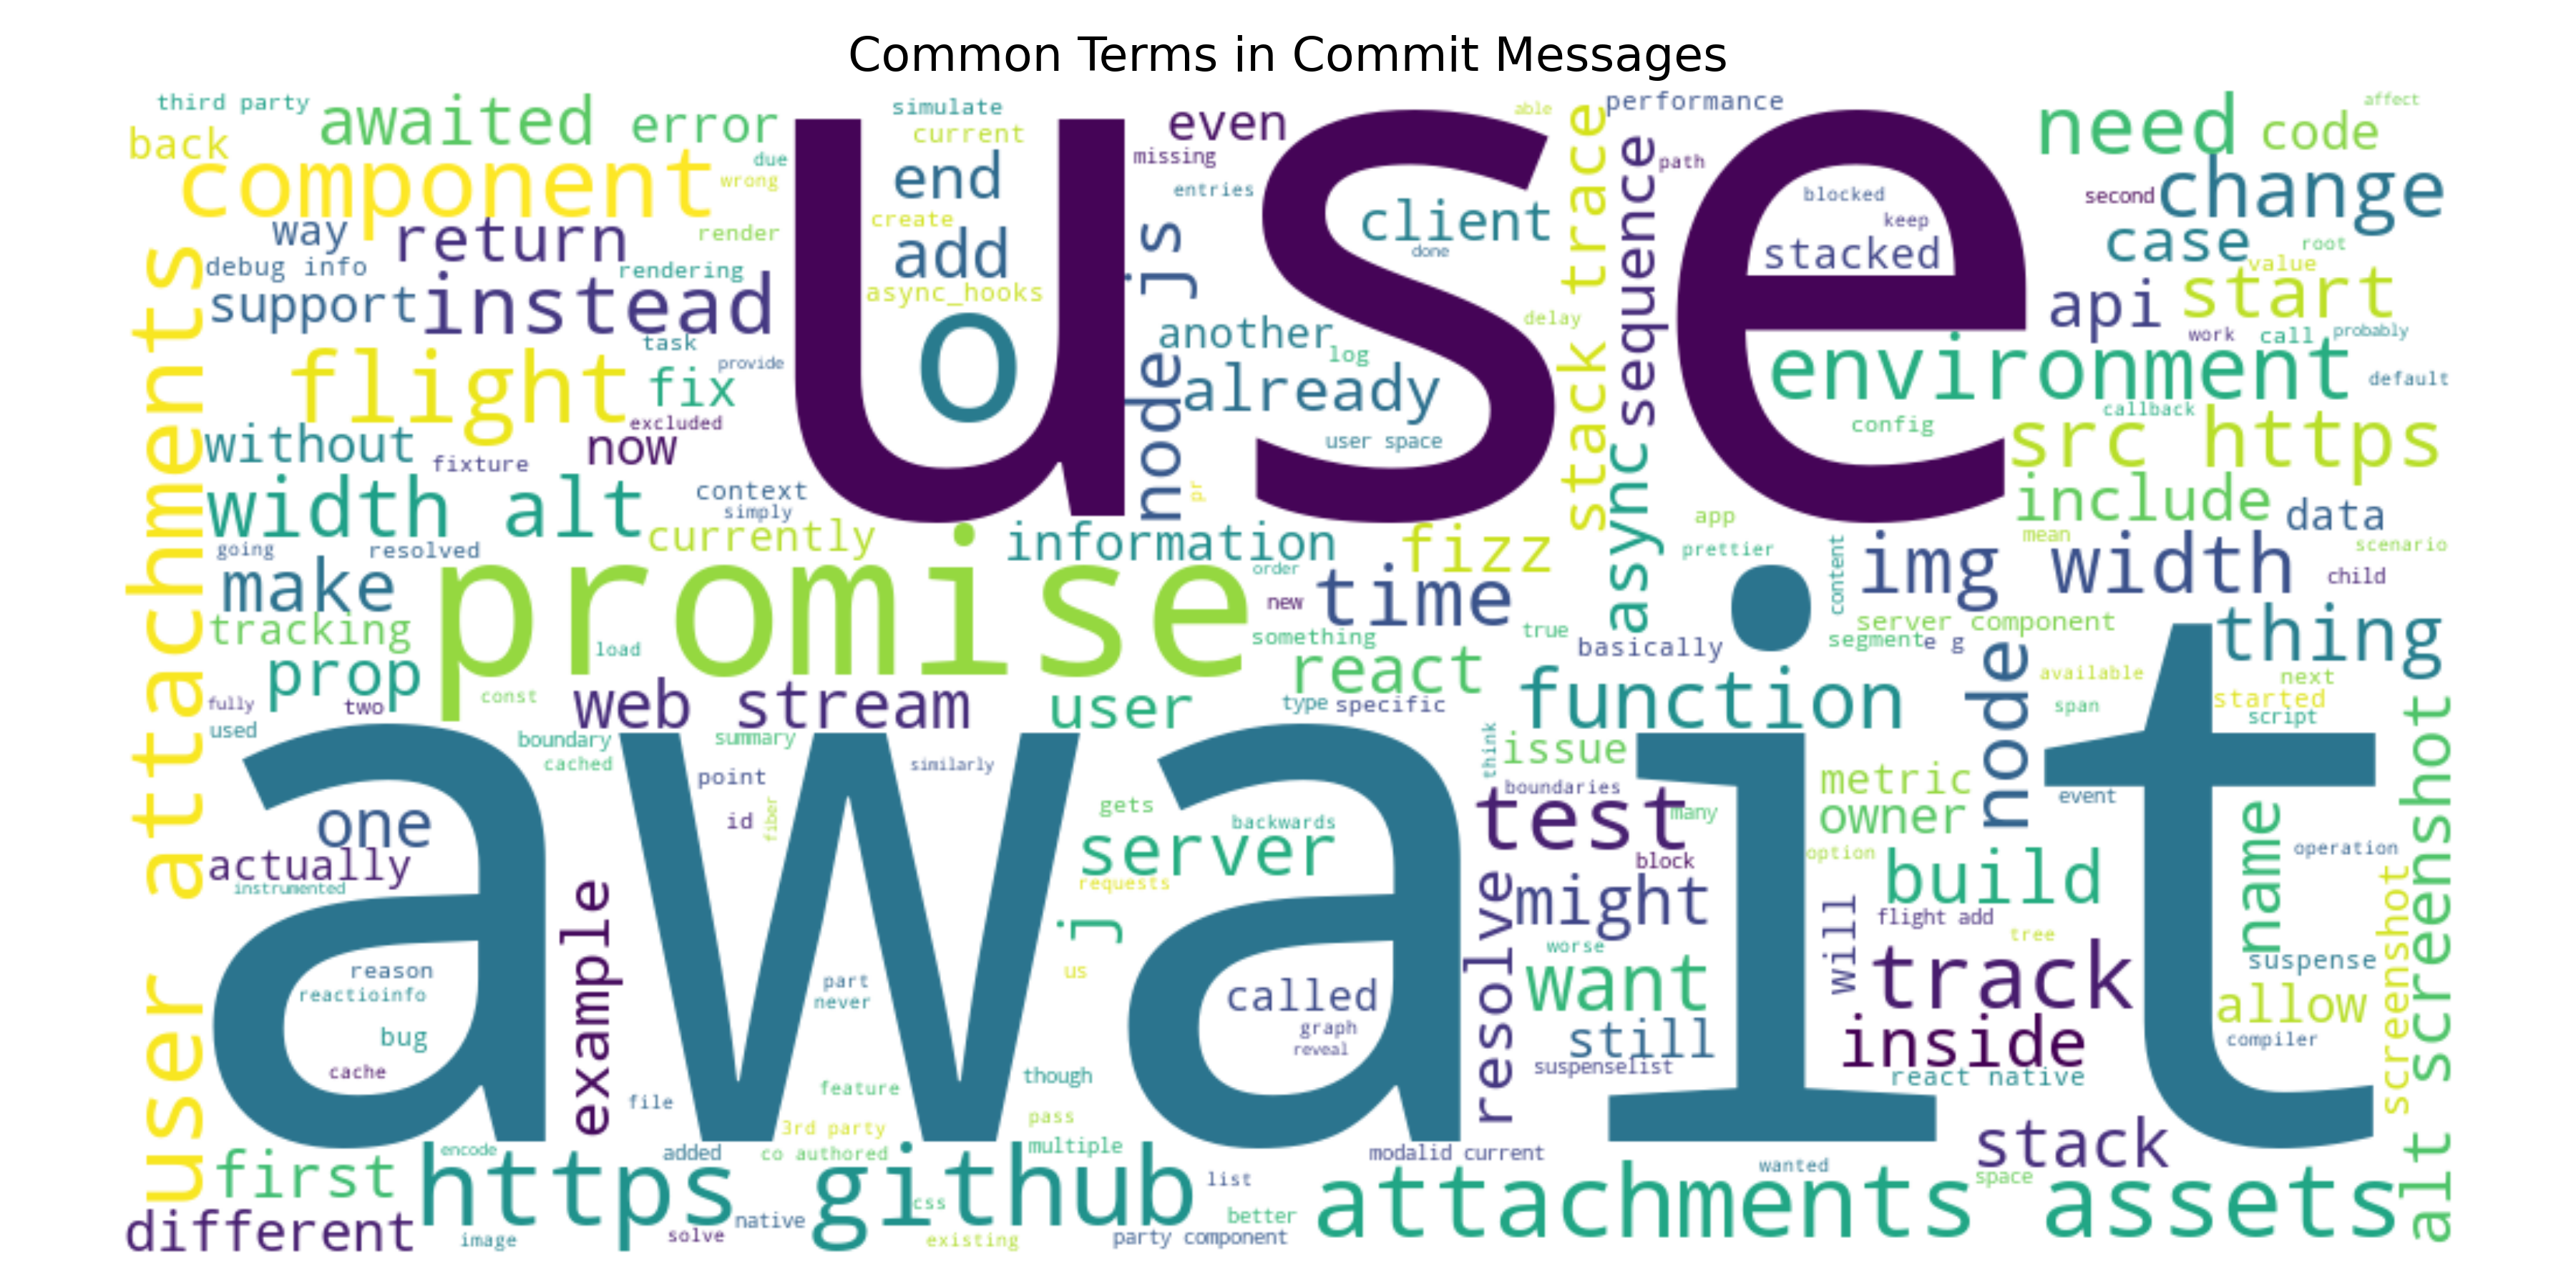 Common Terms in Commit Messages
third party
awaited
error
simulate
current
even
able
performance
need
code
affect
back
component
due
wrong
end
missing
entries
client
done
stack trace
sequence
path
blocked
keep
stacked
second
change
way
return
render
create
add
node js
case
root
debug info
rendering
async_hooks
use
value
support
instead
o
another
log
delay
api
start
task
provide
work
call
probably
flight
fix
already
environment
default
excluded
user space
callback
config
without
fixture
now
src https
width alt
context
simply
pr
include
data
currently
information
fizz
async
app
prettier
mean
scenario
going
resolved
make
promise
order
new
time
content
img width
child
tracking
load
something
true
basically
server component
segment
e g
thing
prop
react
node
available
next
fully
two
const
web stream
user
type
specific
function
span
started
script
used
boundary
cached
summary
point
similarly
think
issue
boundaries
metric
event
user attachments
await
one
id
fiber
gets
backwards
test
many
owner
name
operation
actually
instrumented
server
requests
block
option
build
example
j
resolve
might
will
flight add
tree
reason
reactioinfo
part
never
us
called
graph
reveal
worse
want
track
suspense
screenshot
alt screenshot
bug
still
inside
allow
compiler
cache
though
suspenselist
react native
file
feature
pass
3rd party
first
encode
added
co authored
multiple
modalid current
wanted
stack
space
https github
list
attachments assets
css
native
better
different
image
solve
existing
party component